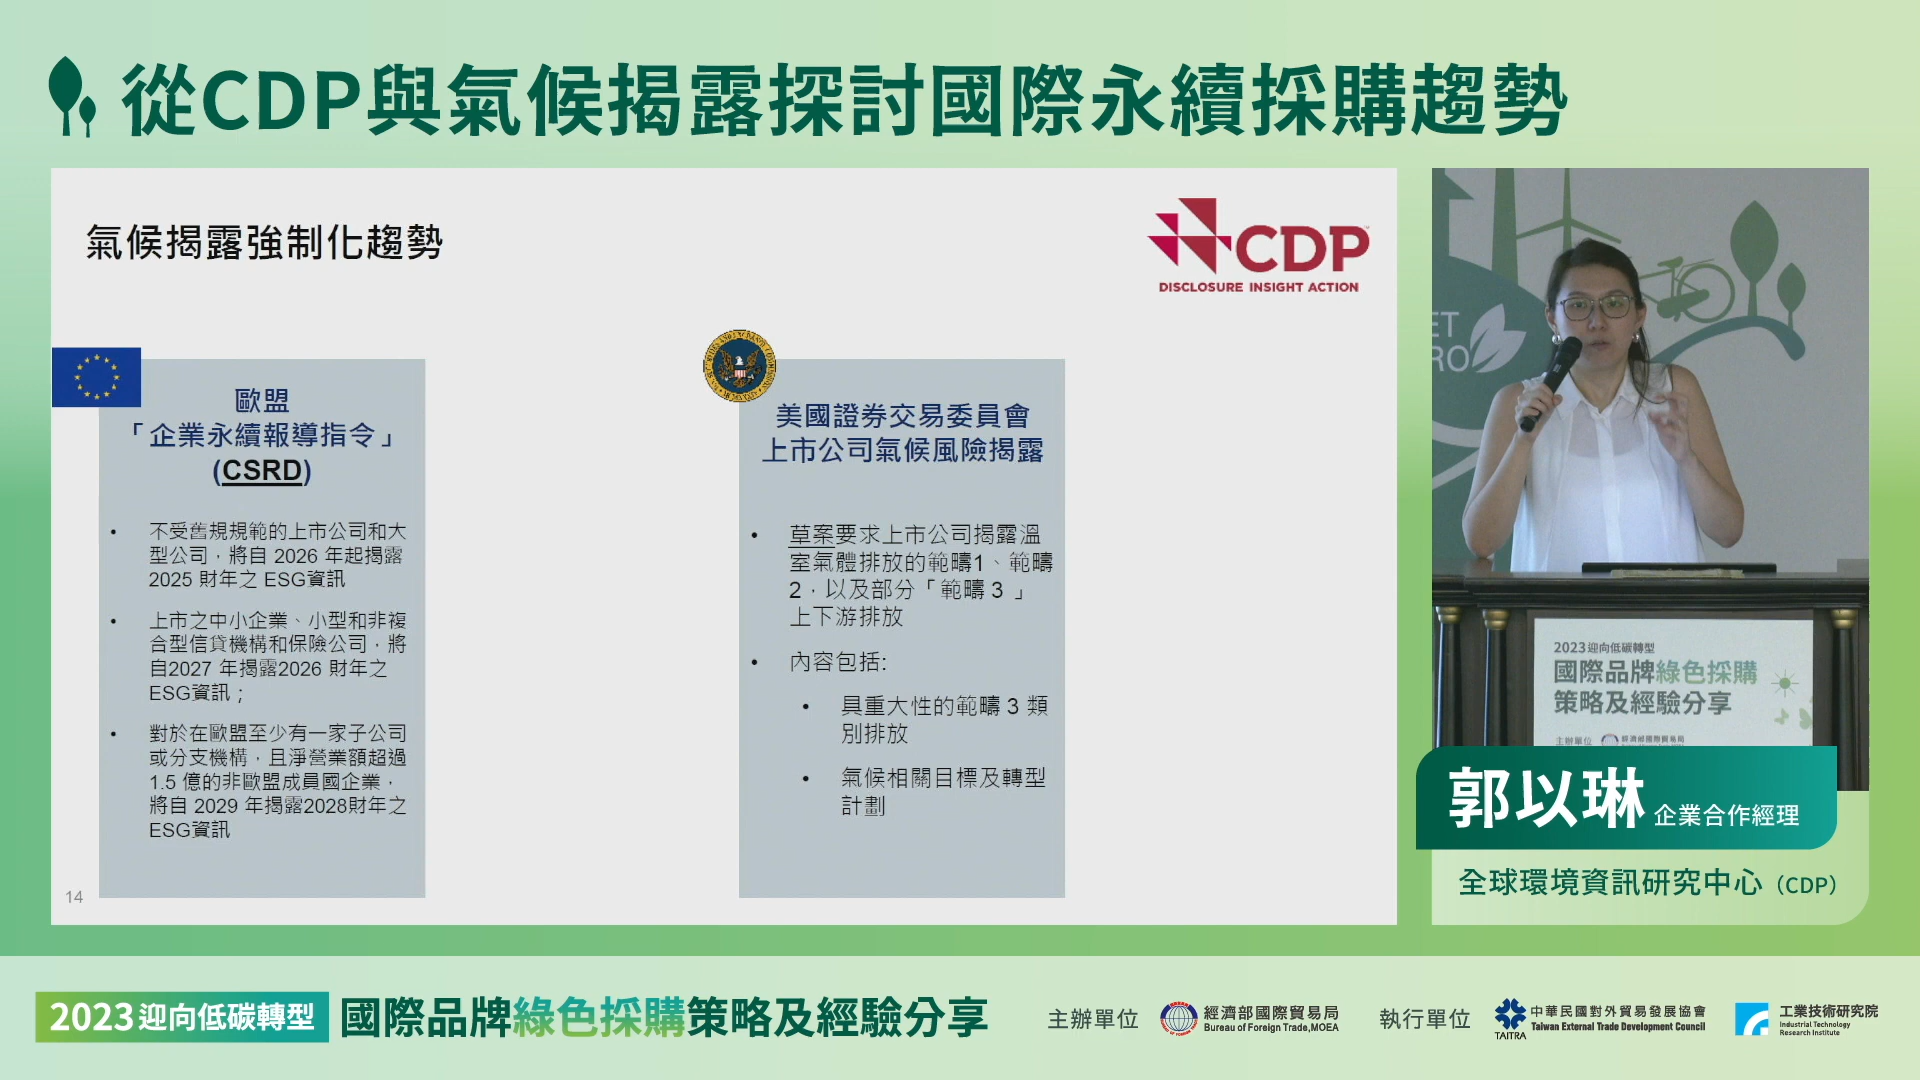 從CDP與氣候揭露探討國際永續採購趨勢
氣候揭露強制化趨勢
CDP
DISCLOSURE INSIGHT ACTION
歐盟
「企業永續報導指令」
(CSRD)
• 不受舊規規範的上市公司和大
型公司，將自 2026 年起揭露
2025 財年之 ESG資訊
• 上市之中小企業、小型和非複
合型信貸機構和保險公司，將
自2027 年揭露2026 財年之
ESG資訊；
• 對於在歐盟至少有一家子公司
或分支機構，且淨營業額超過
1.5 億的非歐盟成員國企業，
將自 2029 年揭露2028財年之
ESG資訊
14
美國證券交易委員會
上市公司氣候風險揭露
• 草案要求上市公司揭露溫
室氣體排放的範疇1、範疇
2，以及部分「範疇 3 」
上下游排放
• 內容包括:
• 具重大性的範疇 3 類
別排放
• 氣候相關目標及轉型
計劃
ET
RO
2023迎向低碳轉型
國際品牌綠色採購
策略及經驗分享
主辦單位 經濟部國際貿易局
郭以琳 企業合作經理
全球環境資訊研究中心（CDP）
2023迎向低碳轉型 國際品牌綠色採購策略及經驗分享
主辦單位
經濟部國際貿易局
Bureau of Foreign Trade,MOEA
執行單位
TAITRA
中華民國對外貿易發展協會
Taiwan External Trade Development Council
工業技術研究院
Industrial Technology
Research Institute